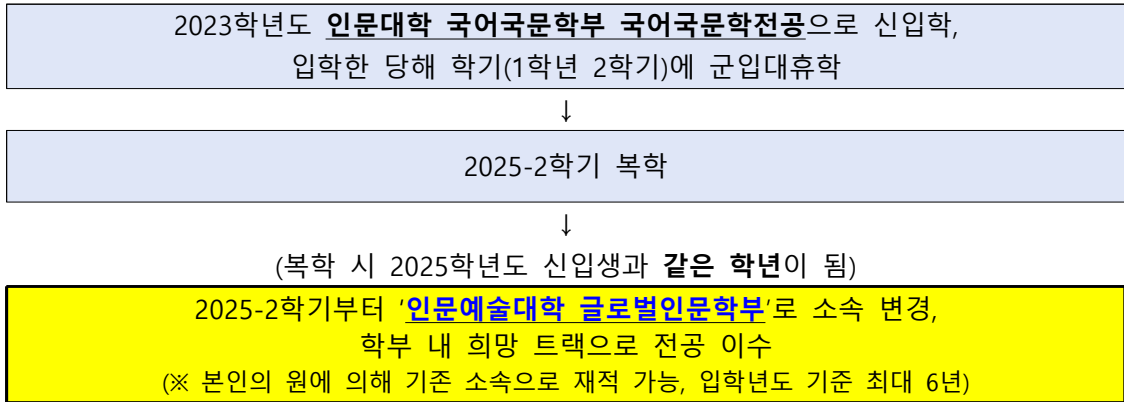 2023학년도 인문대학 국어국문학부 국어국문학전공으로 신입학,
입학한 당해 학기(1학년 2학기)에 군입대휴학
↓
2025-2학기 복학
↓
(복학 시 2025학년도 신입생과 같은 학년이 됨)
2025-2학기부터 '인문예술대학 글로벌인문학부'로 소속 변경,
학부 내 희망 트랙으로 전공 이수
(※ 본인의 원에 의해 기존 소속으로 재적 가능, 입학년도 기준 최대 6년)